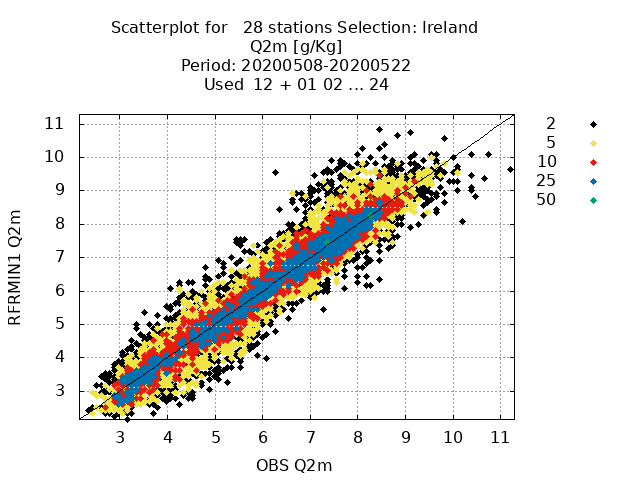 Scatterplot for   28 stations Selection: Ireland
Q2m [g/Kg]
Period: 20200508-20200522
Used  12 + 01 02 ... 24
RFRMIN1 Q2m
11
10
9
8
7
6
5
4
3
3 4 5 6 7 8 9 10 11
OBS Q2m
2
5
10
25
50